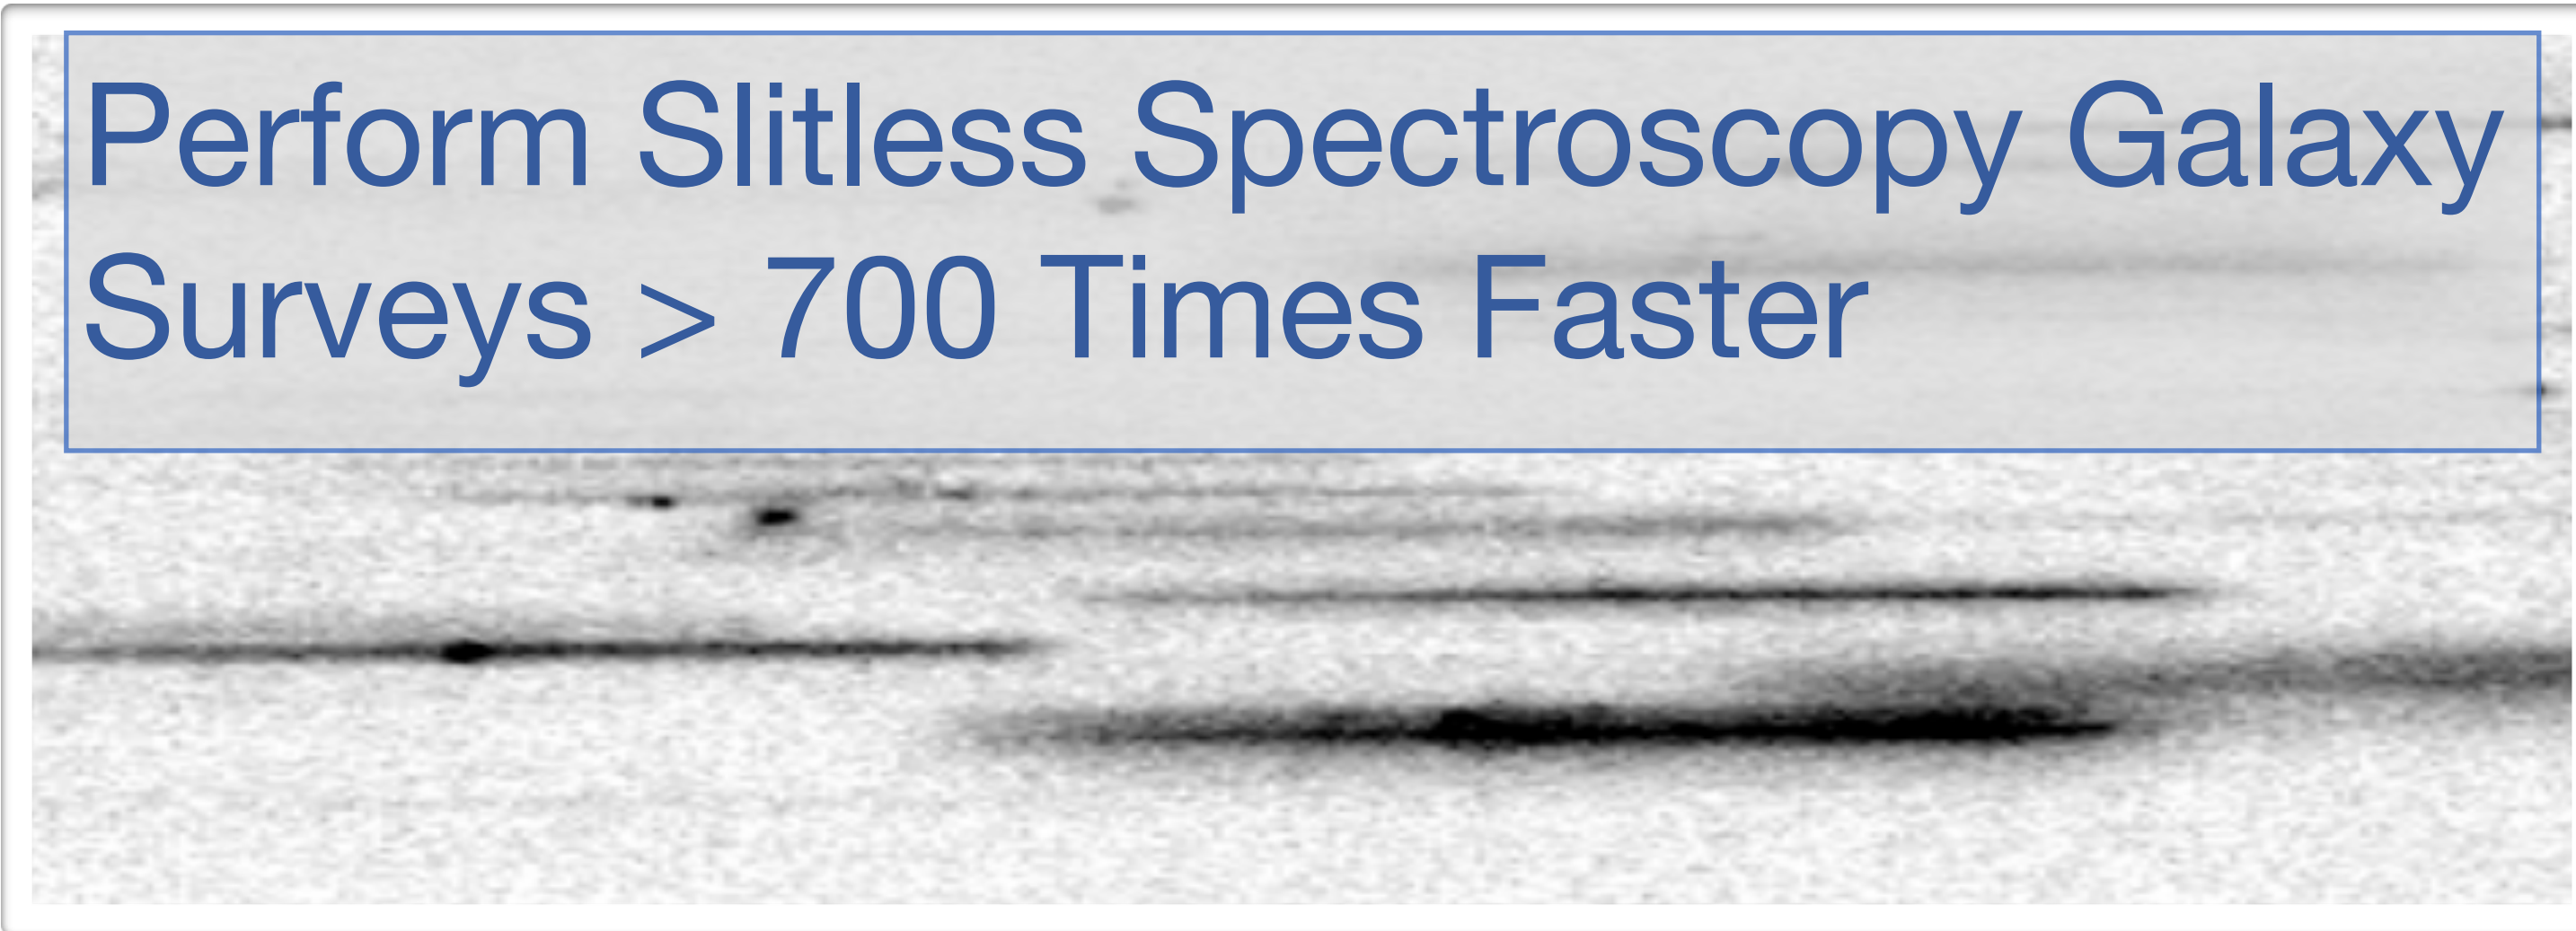 Perform Slitless Spectroscopy Galaxy
Surveys > 700 Times Faster